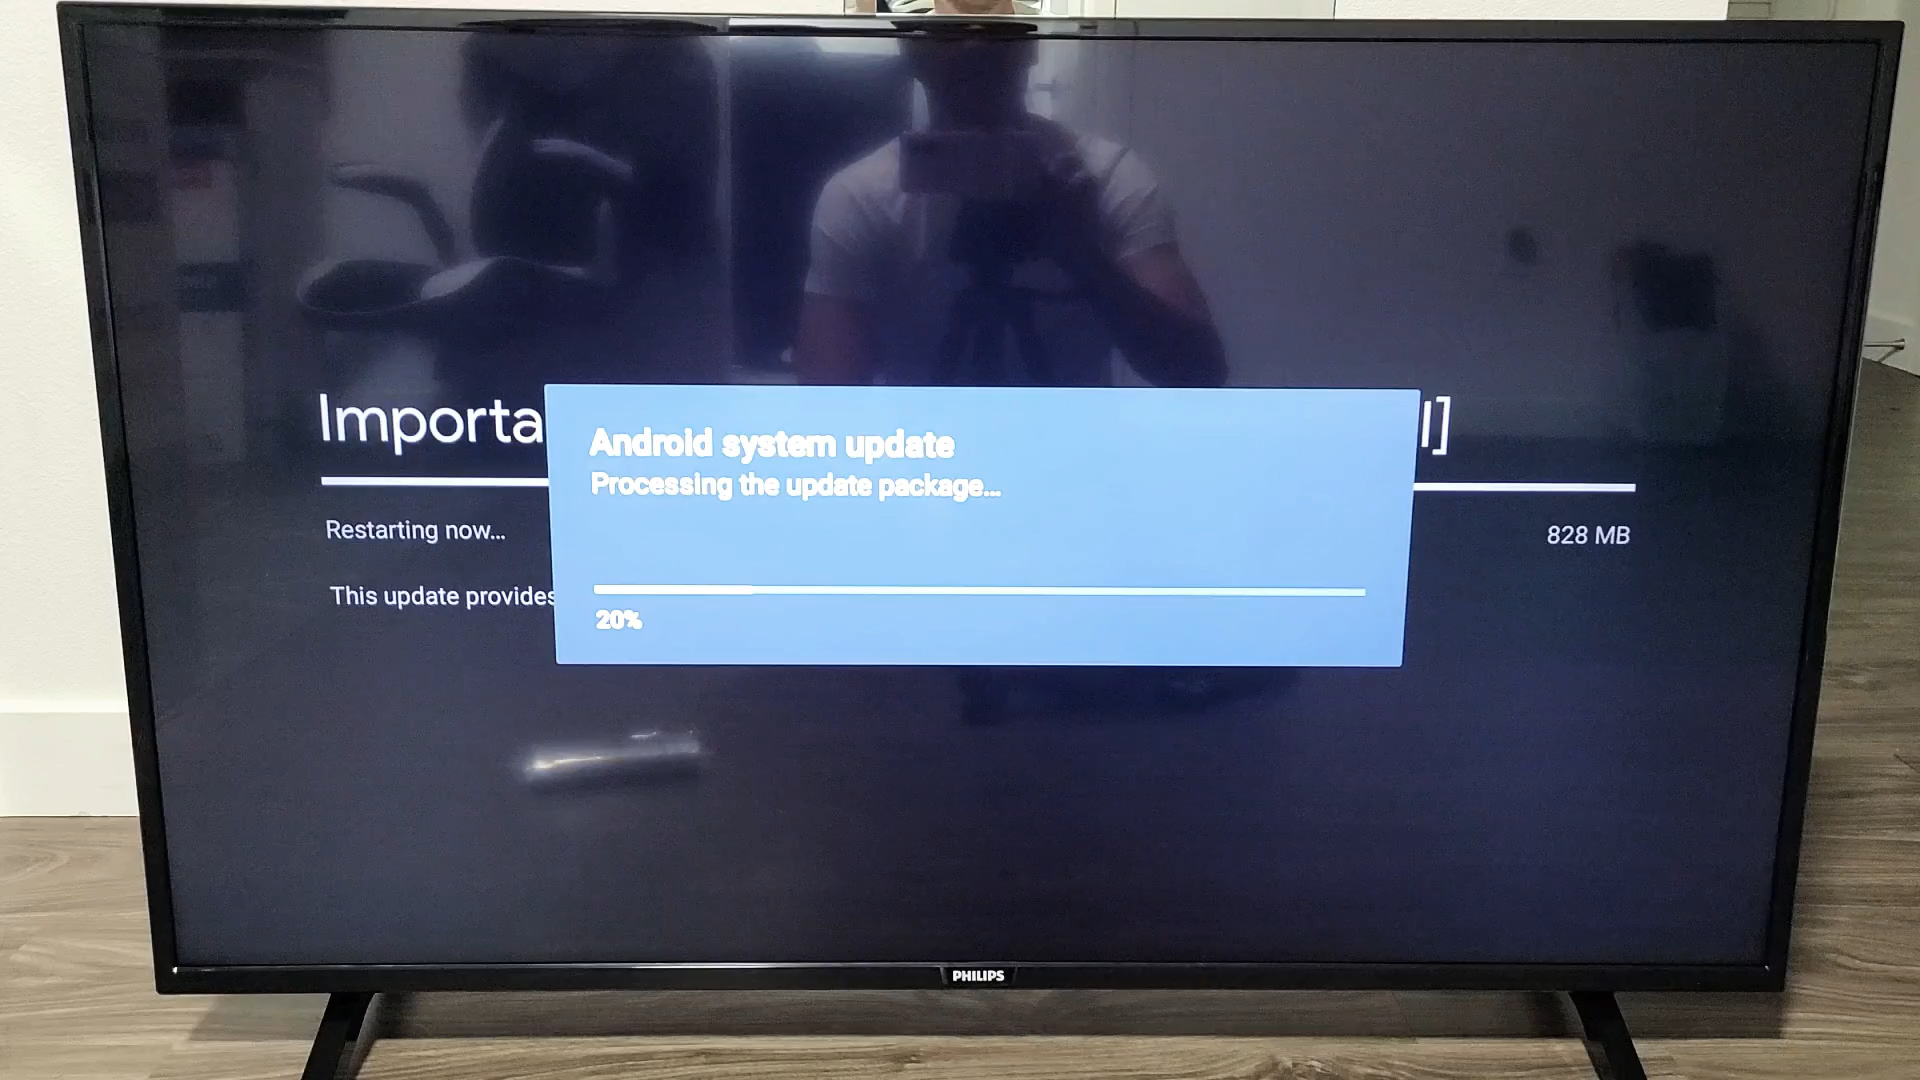 Importa
l]
Android system update
Processing the update package...
Restarting now...
828 MB
This update provides
20%
PHILIPS